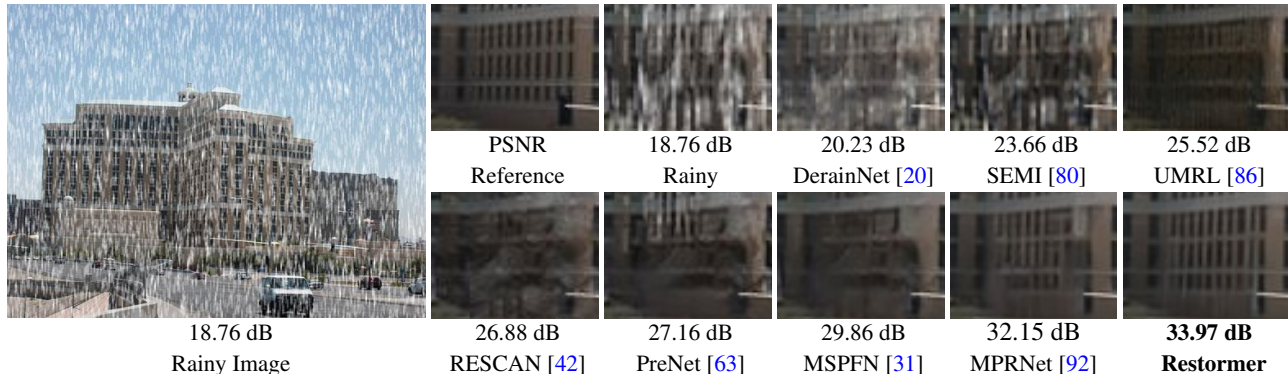 PSNR 18.76 dB 20.23 dB 23.66 dB 25.52 dB
Reference Rainy DerainNet [20] SEMI [80] UMRL [86]
18.76 dB 26.88 dB 27.16 dB 29.86 dB 32.15 dB 33.97 dB
Rainy Image RESCAN [42] PreNet [63] MSPFN [31] MPRNet [92] Restormer